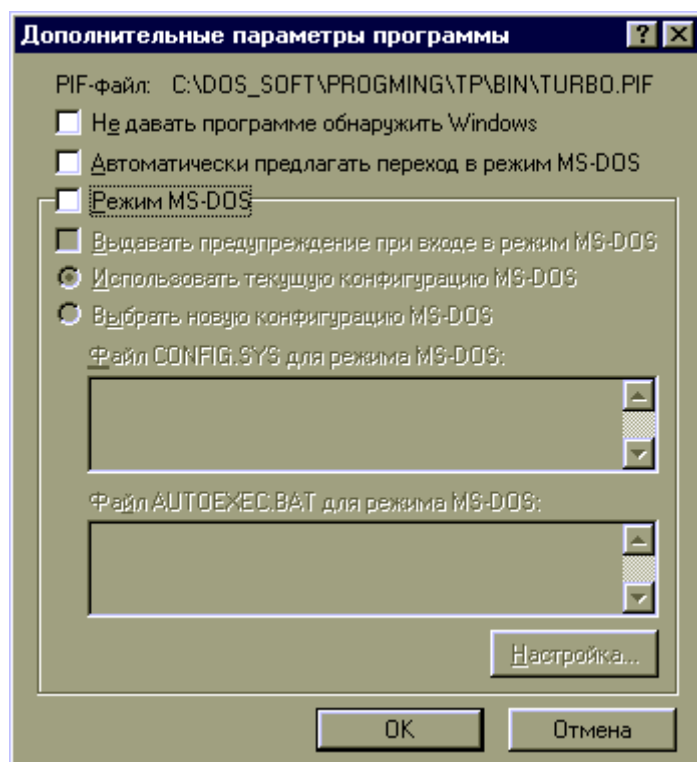 Дополнительные параметры программы
PIF-файл: C:\DOS_SOFT\PROGMING\TP\BIN\TURBO.PIF
Не давать программе обнаружить Windows
Автоматически предлагать переход в режим MS-DOS
Режим MS-DOS
Выдавать предупреждение при входе в режим MS-DOS
Использовать текущую конфигурацию MS-DOS
Выбрать новую конфигурацию MS-DOS
Файл CONFIG.SYS для режима MS-DOS:
Файл AUTOEXEC.BAT для режима MS-DOS:
Настройка...
OK Отмена